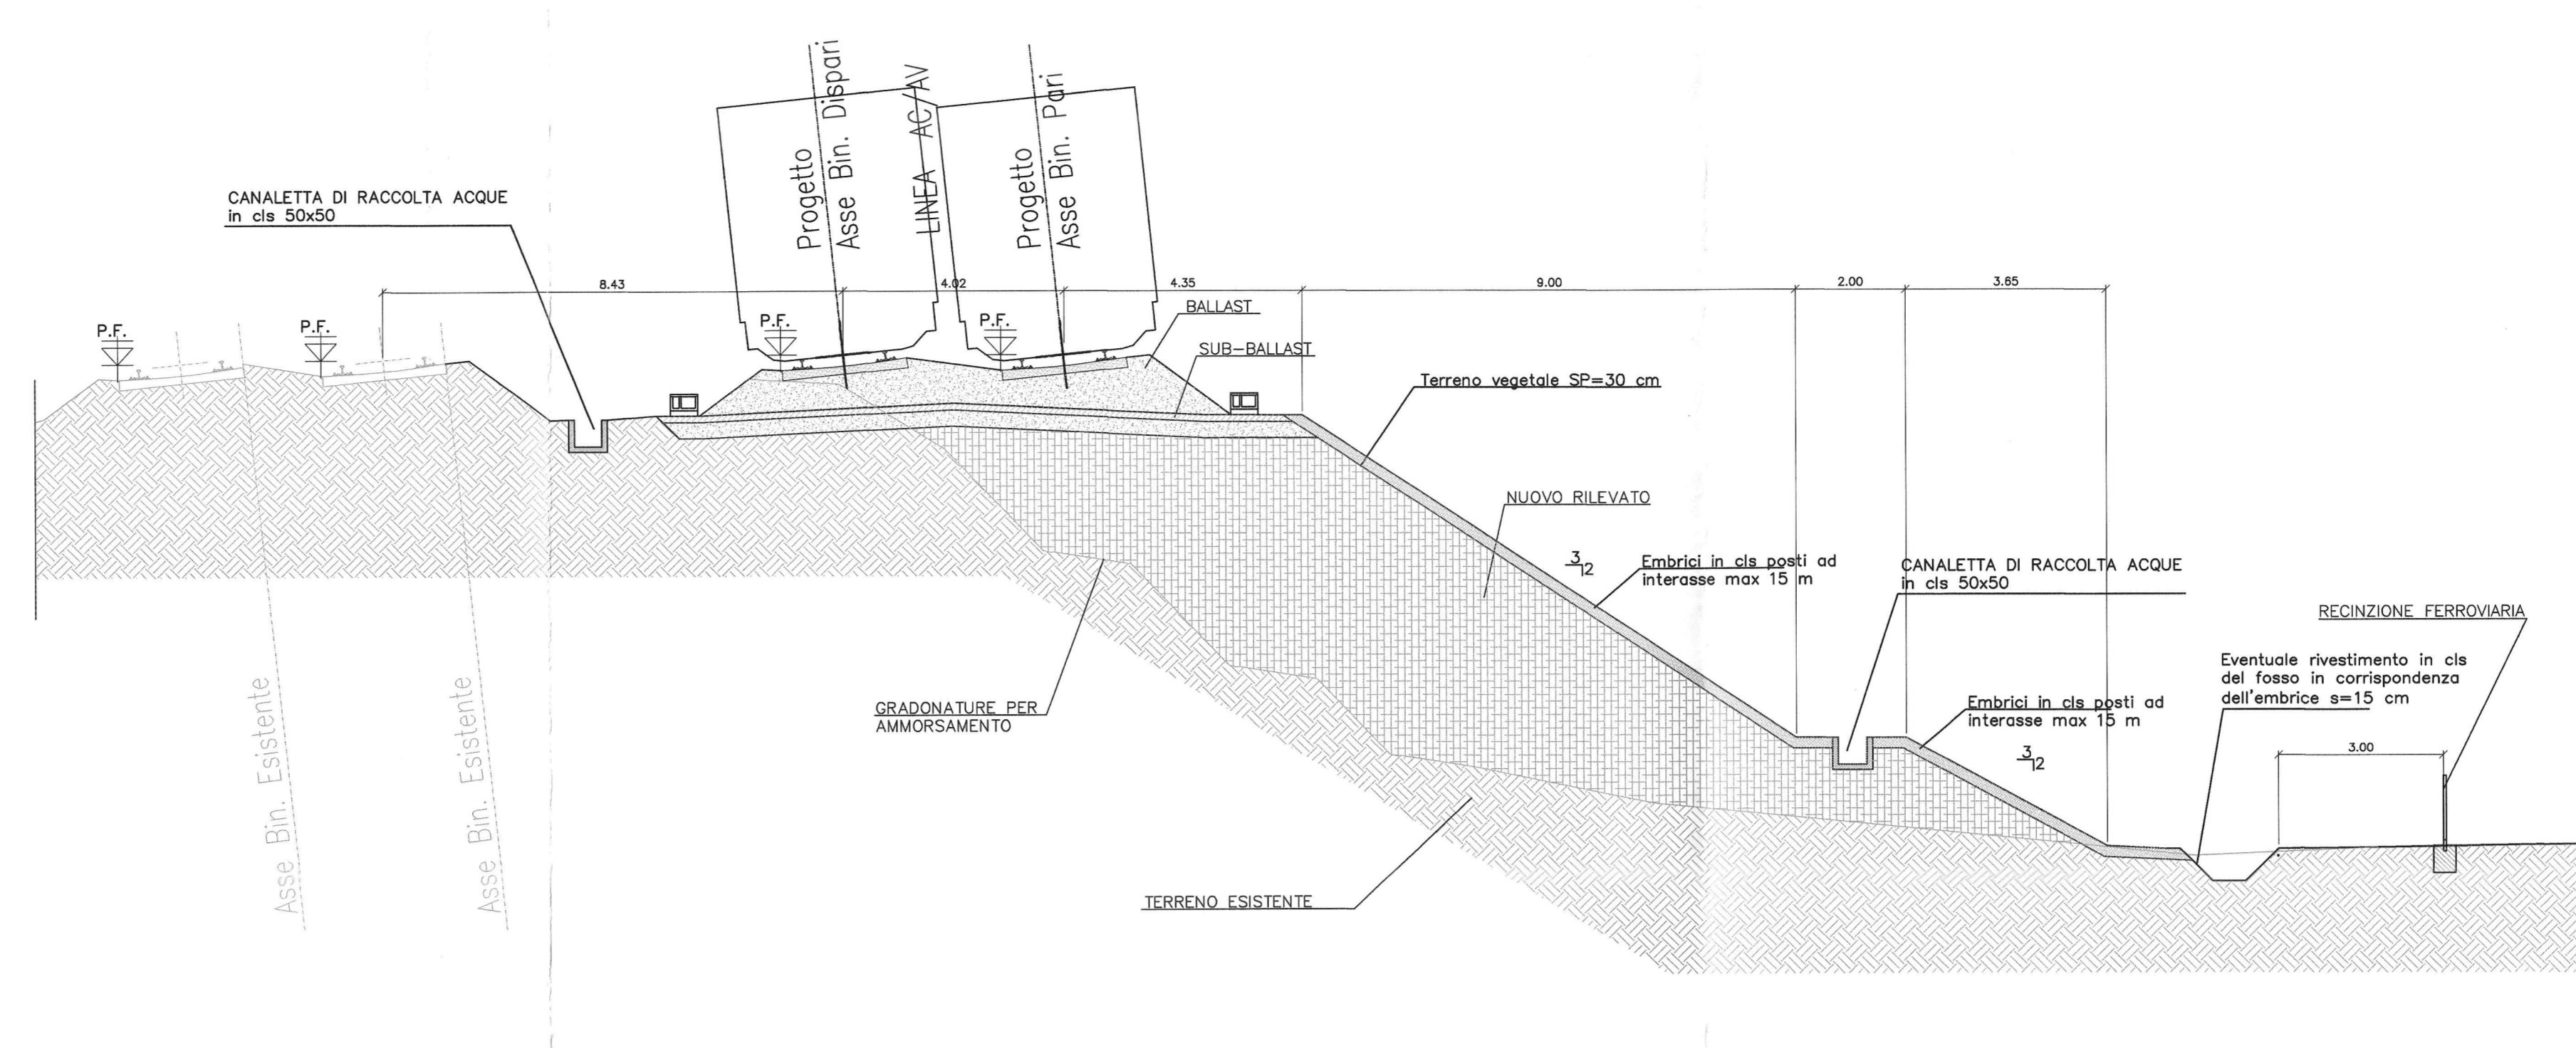 Progetto
Asse Bin. Dispari
LINEA AC/AV
Progetto
Asse Bin. Pari
CANALETTA DI RACCOLTA ACQUE
in cls 50x50
8.43
4.02
4.35
9.00
2.00
3.65
P.F.
P.F.
P.F.
P.F.
BALLAST
SUB-BALLAST
Terreno vegetale SP=30 cm
NUOVO RILEVATO
3
2
Embrici in cls posti ad
interasse max 15 m
CANALETTA DI RACCOLTA ACQUE
in cls 50x50
RECINZIONE FERROVIARIA
Eventuale rivestimento in cls
del fosso in corrispondenza
dell'embrice s=15 cm
Embrici in cls posti ad
interasse max 15 m
3
2
3.00
GRADONATURE PER
AMMORSAMENTO
TERRENO ESISTENTE
Asse Bin. Esistente
Asse Bin. Esistente